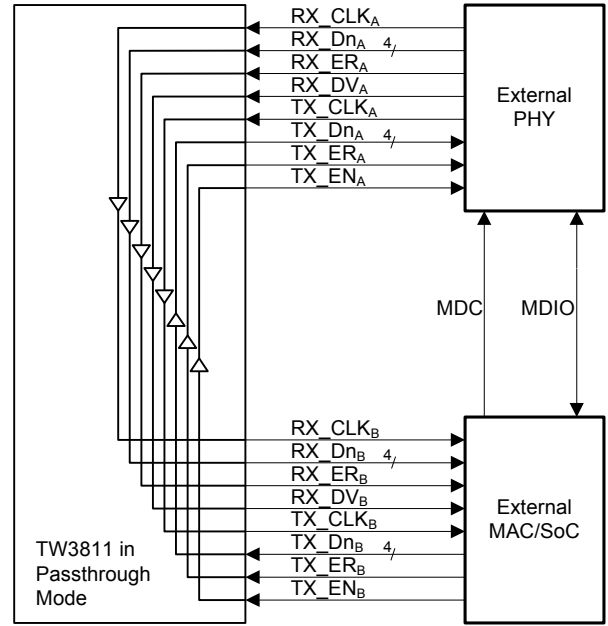 RX_CLKA
RX_DnA 4/
RX_ERA
RX_DVA
TX_CLKA
TX_DnA 4/
TX_ERA
TX_ENA
External
PHY
MDC
MDIO
RX_CLKB
RX_DnB 4/
RX_ERB
RX_DVB
TX_CLKB
TX_DnB 4/
TX_ERB
TX_ENB
External
MAC/SoC
TW3811 in
Passthrough
Mode